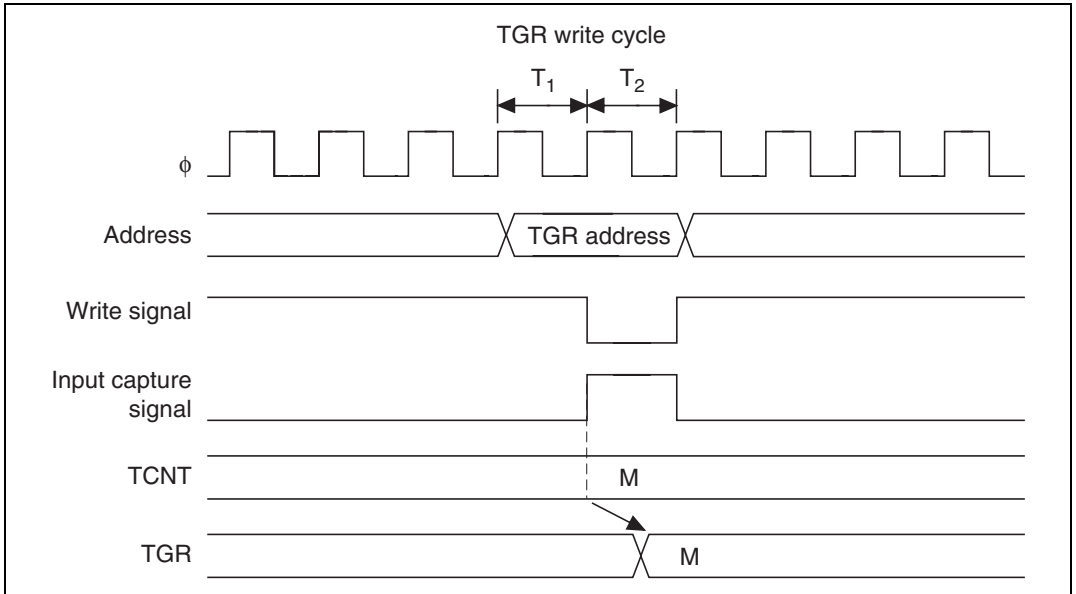 TGR write cycle
T1 T2
ϕ
Address
TGR address
Write signal
Input capture
signal
TCNT
M
TGR
M